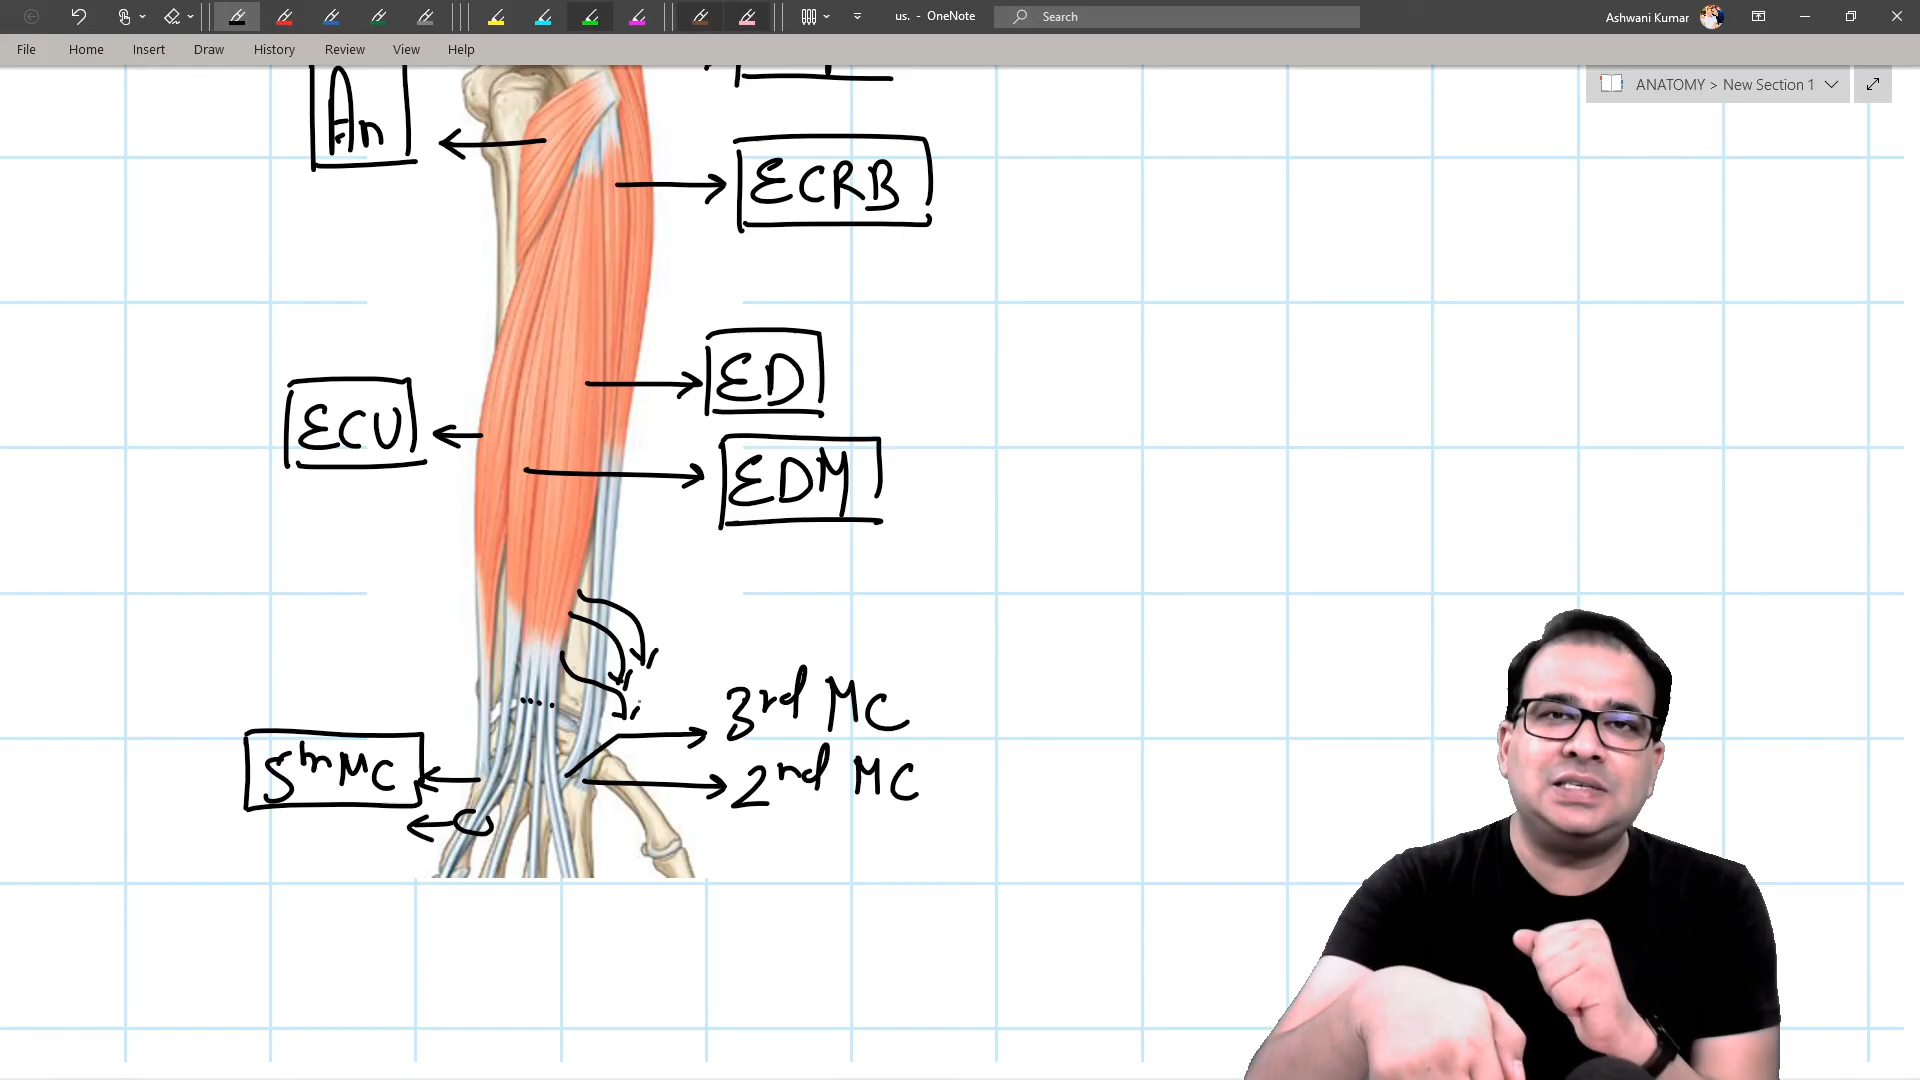 us. - OneNote
Search
Ashwani Kumar
File Home Insert Draw History Review View Help
ANATOMY > New Section 1
An
ECRB
ED
ECU
EDM
3rd MC
5th MC
2nd MC